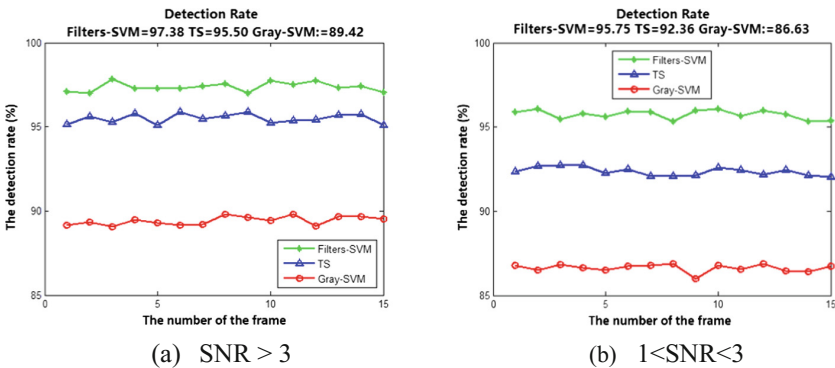 Detection Rate
Filters-SVM=97.38 TS=95.50 Gray-SVM:=89.42
The detection rate (%)
100
95
90
85
0
5
10
15
Filters-SVM
TS
Gray-SVM
The number of the frame
(a) SNR > 3
Detection Rate
Filters-SVM=95.75 TS=92.36 Gray-SVM:=86.63
The detection rate (%)
100
95
90
85
0
5
10
15
Filters-SVM
TS
Gray-SVM
The number of the frame
(b) 1<SNR<3